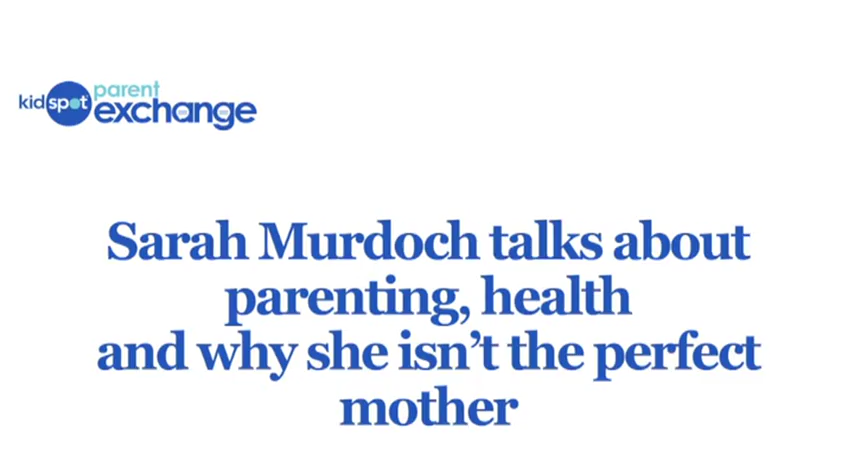 kidspot parent
exchange
Sarah Murdoch talks about
parenting, health
and why she isn't the perfect
mother